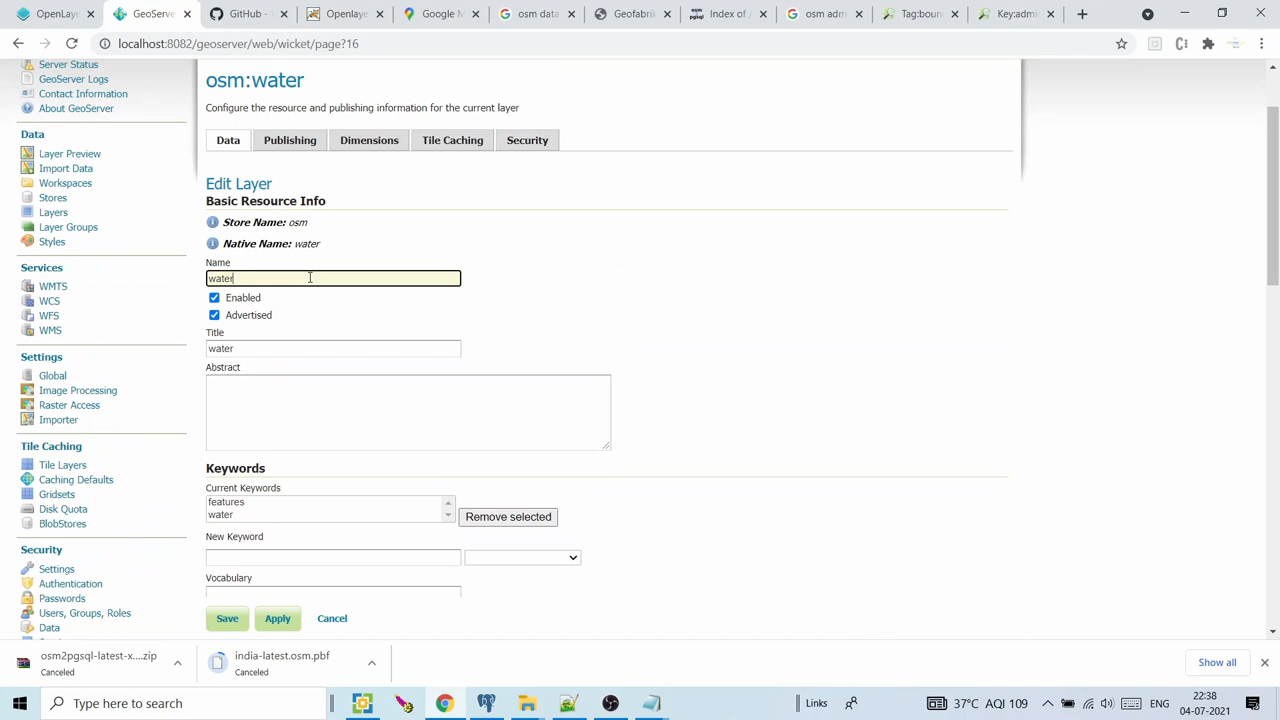 GeoServe
Openlaye
Google M
osm data
Geofabrik
Index of /
osm adm
Tag:bound
Key:admi
localhost:8082/geoserver/web/wicket/page?16
Server Status
GeoServer Logs
Contact Information
About GeoServer
Data
Layer Preview
Import Data
Workspaces
Stores
Layers
Layer Groups
Styles
Services
WMTS
WCS
WFS
WMS
Settings
Global
Image Processing
Raster Access
Importer
Tile Caching
Tile Layers
Caching Defaults
Gridsets
Disk Quota
BlobStores
Security
Settings
Authentication
Passwords
Users, Groups, Roles
Data
osm:water
Configure the resource and publishing information for the current layer
Data Publishing Dimensions Tile Caching Security
Edit Layer
Basic Resource Info
Store Name: osm
Native Name: water
Name
water
Enabled
Advertised
Title
water
Abstract
Keywords
Current Keywords
features
water
Remove selected
New Keyword
Vocabulary
Save Apply Cancel
osm2pgsql-latest-x....zip
Canceled
india-latest.osm.pbf
Canceled
Show all
Type here to search
Links
37°C AQI 109
ENG
22:38
04-07-2021